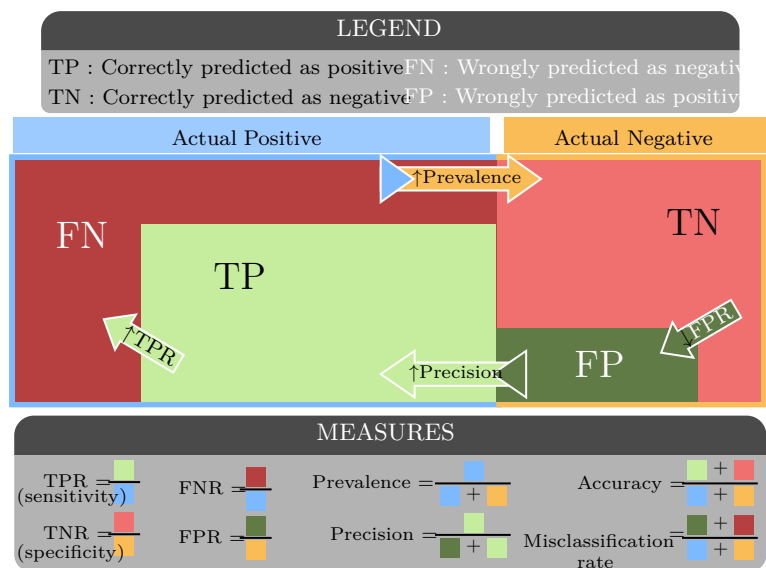 LEGEND
TP : Correctly predicted as positive FN : Wrongly predicted as negativ
TN : Correctly predicted as negative FP : Wrongly predicted as positive
Actual Positive Actual Negative
↑Prevalence
FN
TN
TP
↑TPR
↓FPR
↑Precision
FP
MEASURES
TPR = (sensitivity)
FNR =
Prevalence = +
Accuracy = + +
TNR = (specificity)
FPR =
Precision = +
Misclassification rate = + +